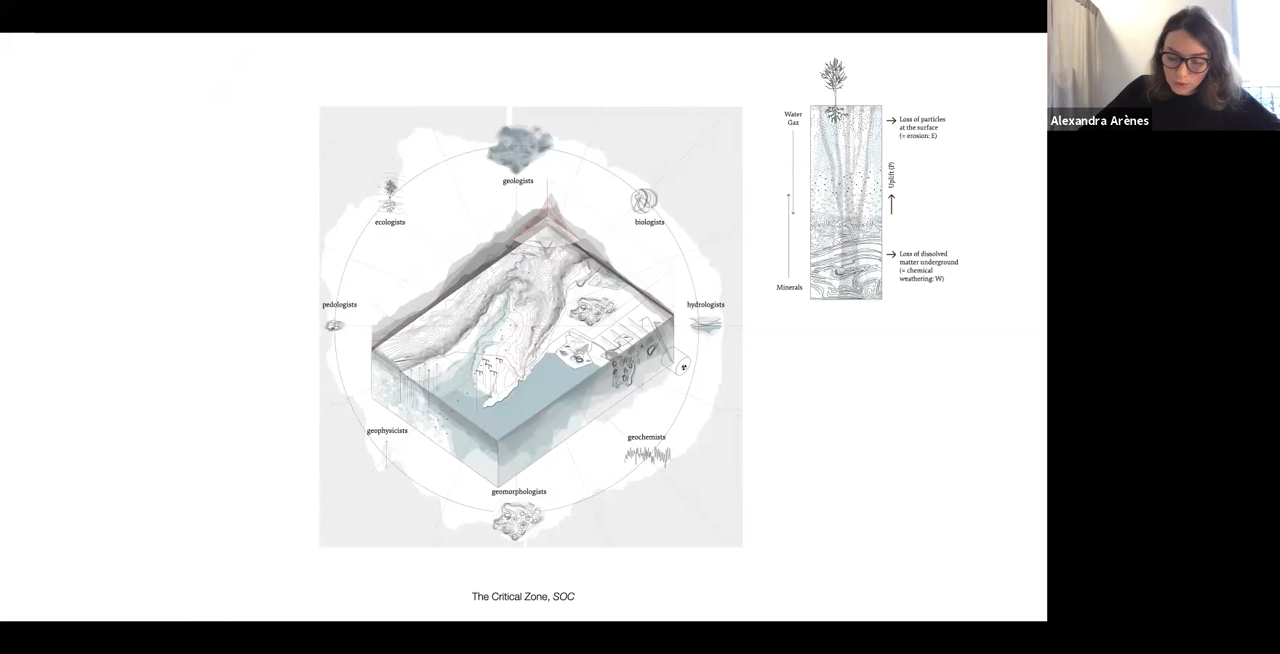 geologists
ecologists
biologists
pedologists
hydrologists
geophysicists
geochemists
geomorphologists
The Critical Zone, SOC
Water
Gaz
Minerals
Loss of particles
at the surface
(= erosion: E)
Uplift (P)
Loss of dissolved
matter underground
(= chemical
weathering: W)
Alexandra Arènes